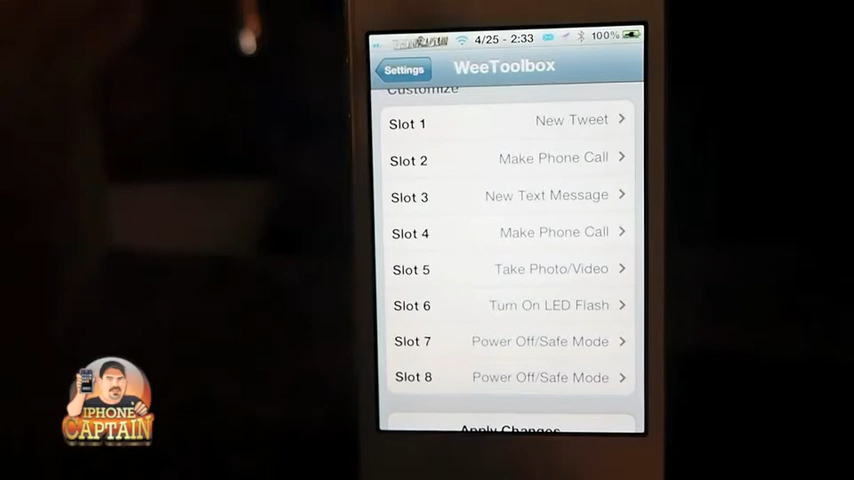 4/25 - 2:33 100%
Settings WeeToolbox
Customize
Slot 1 New Tweet
Slot 2 Make Phone Call
Slot 3 New Text Message
Slot 4 Make Phone Call
Slot 5 Take Photo/Video
Slot 6 Turn On LED Flash
Slot 7 Power Off/Safe Mode
Slot 8 Power Off/Safe Mode
Apply Changes
IPHONE
CAPTAIN